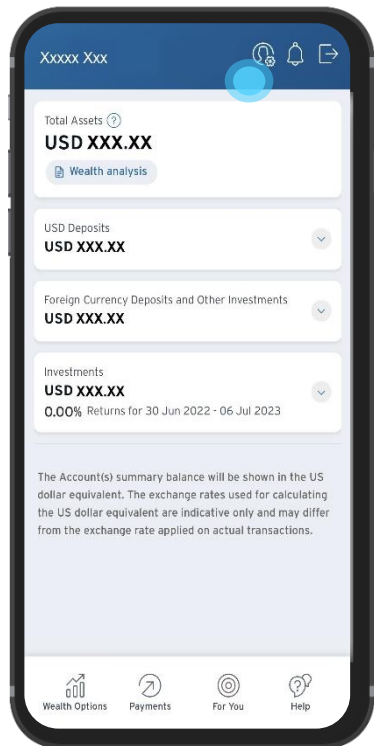 Xxxxx Xxx
Total Assets ?
USD XXX.XX
Wealth analysis
USD Deposits
USD XXX.XX
Foreign Currency Deposits and Other Investments
USD XXX.XX
Investments
USD XXX.XX
0.00% Returns for 30 Jun 2022 - 06 Jul 2023
The Account(s) summary balance will be shown in the US
dollar equivalent. The exchange rates used for calculating
the US dollar equivalent are indicative only and may differ
from the exchange rate applied on actual transactions.
Wealth Options Payments For You Help